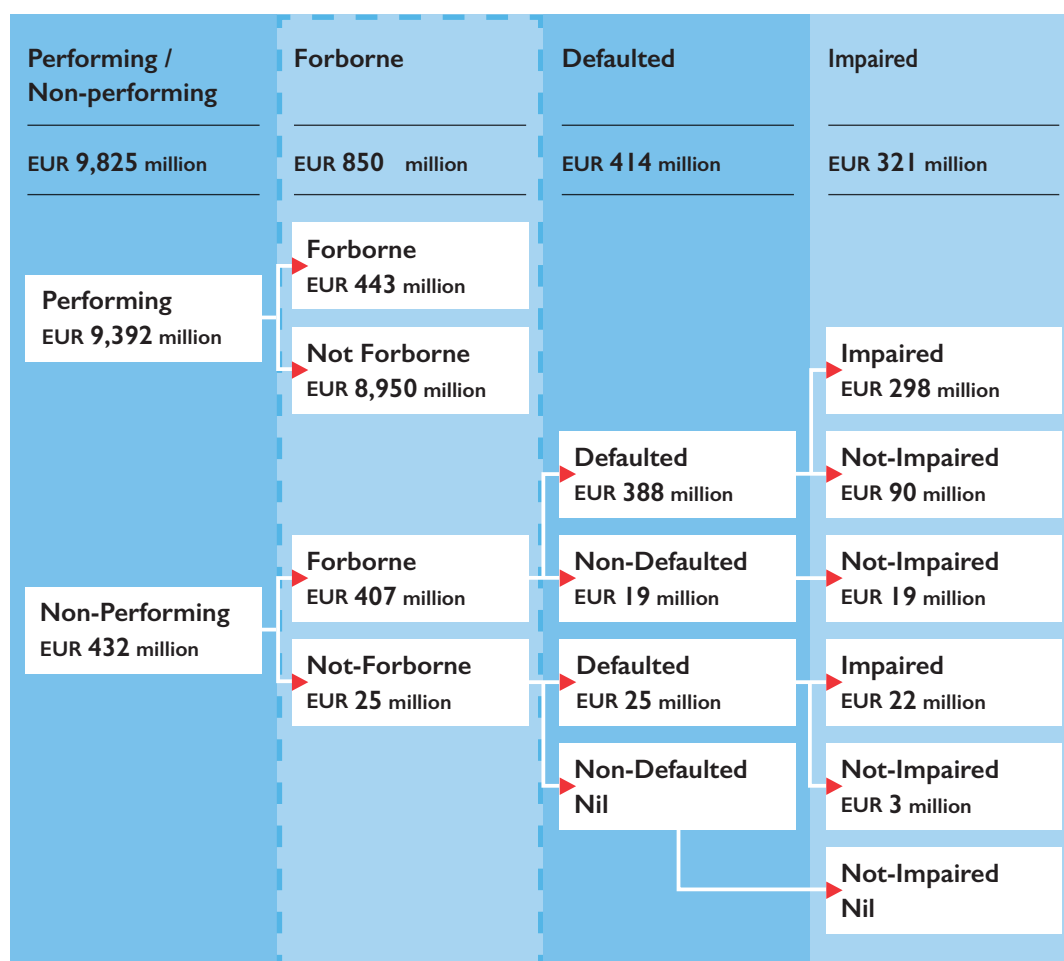 Performing /
Non-performing
EUR 9,825 million
Performing
EUR 9,392 million
Non-Performing
EUR 432 million
Forborne
EUR 850 million
Forborne
EUR 443 million
Not Forborne
EUR 8,950 million
Forborne
EUR 407 million
Not-Forborne
EUR 25 million
Defaulted
EUR 414 million
Defaulted
EUR 388 million
Non-Defaulted
EUR 19 million
Defaulted
EUR 25 million
Non-Defaulted
Nil
Impaired
EUR 321 million
Impaired
EUR 298 million
Not-Impaired
EUR 90 million
Not-Impaired
EUR 19 million
Impaired
EUR 22 million
Not-Impaired
EUR 3 million
Not-Impaired
Nil